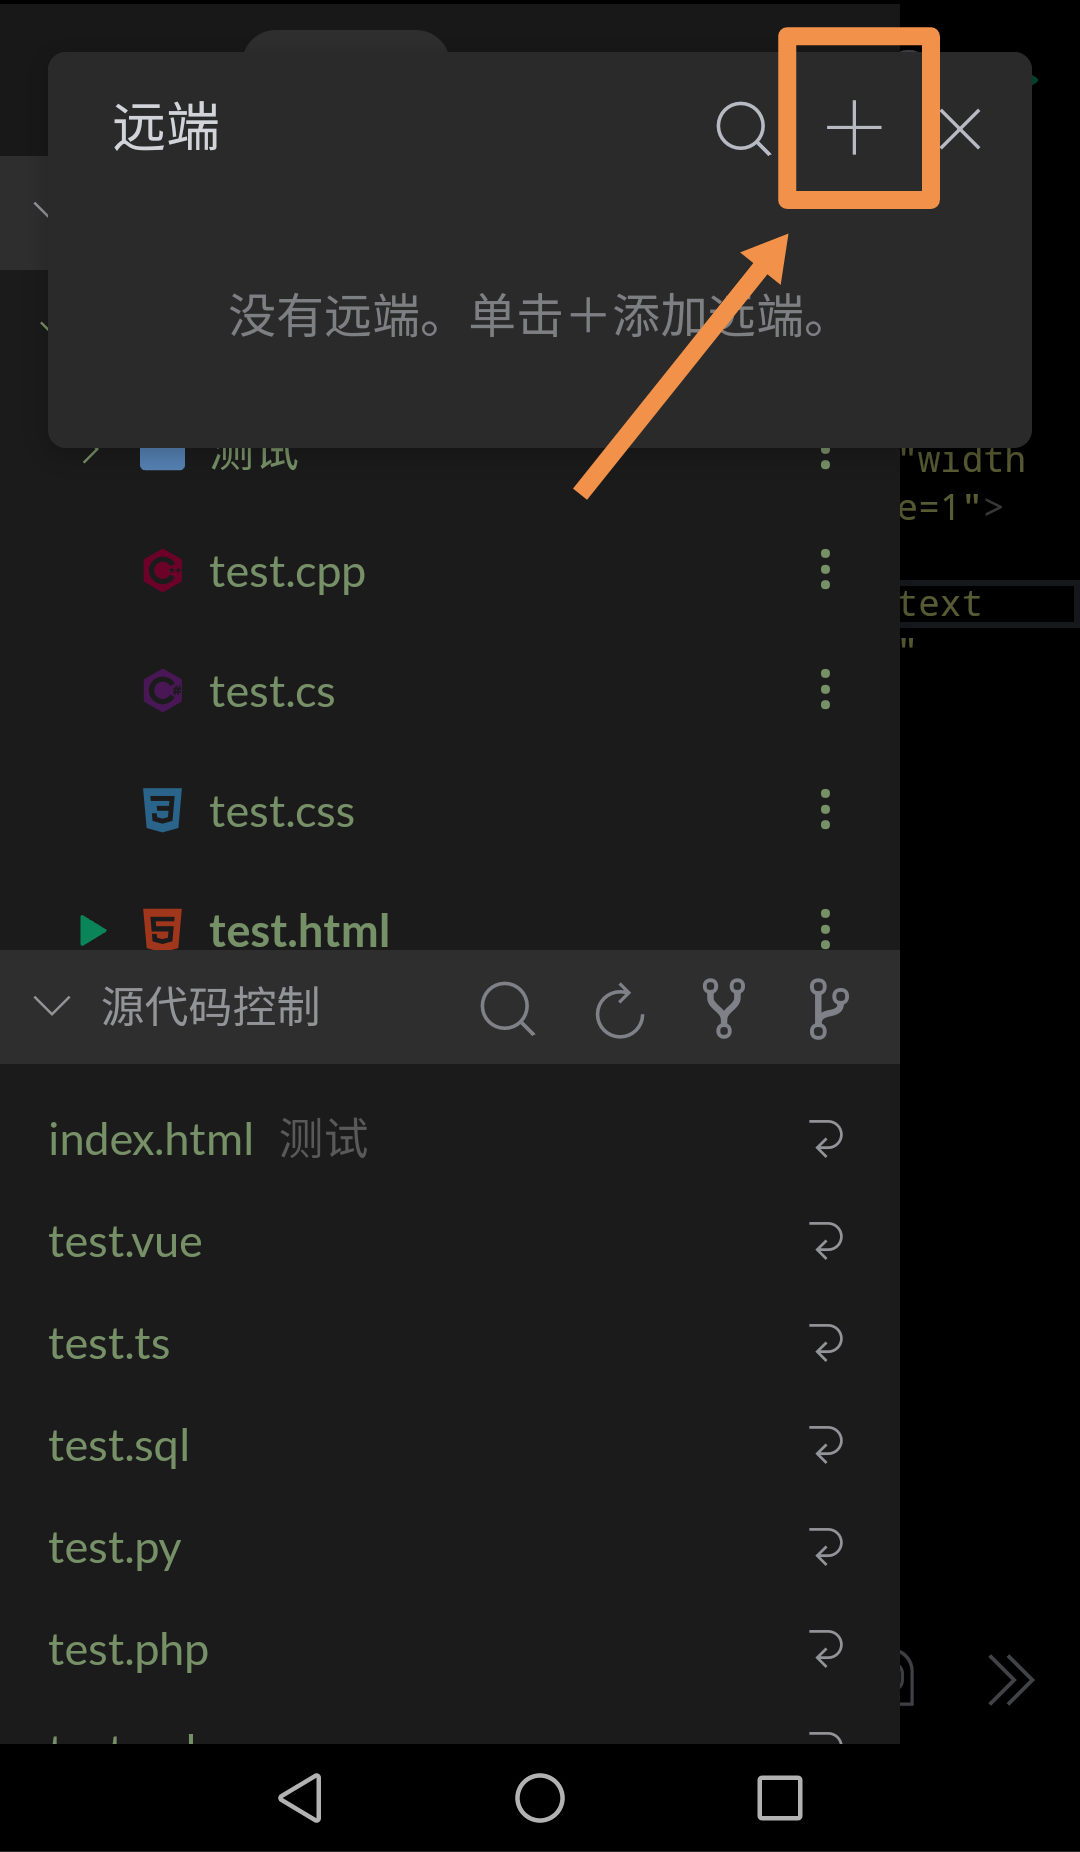 远端
没有远端。单击＋添加远端。
测试
"width
e=1">
test.cpp
text
"
test.cs
test.css
test.html
源代码控制
index.html 测试
test.vue
test.ts
test.sql
test.py
test.php